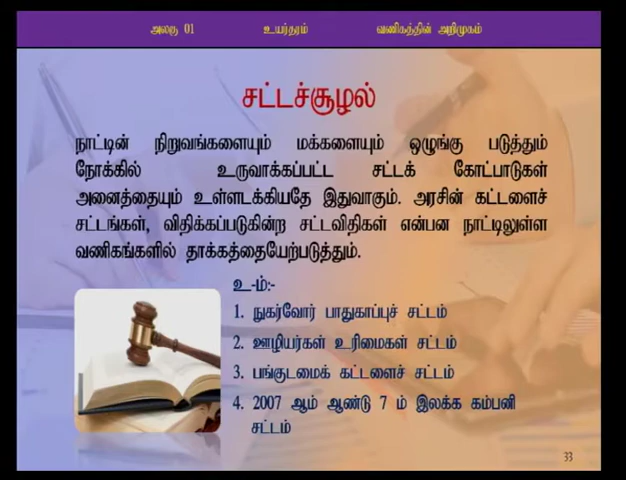 அலகு 01 உயர்தரம் வணிகத்தின் அறிமுகம்
சட்டச்சூழல்
நாட்டின் நிறுவங்களையும் மக்களையும் ஒழுங்கு படுத்தும்
நோக்கில் உருவாக்கப்பட்ட சட்டக் கோட்பாடுகள்
அனைத்தையும் உள்ளடக்கியதே இதுவாகும். அரசின் கட்டளைச்
சட்டங்கள், விதிக்கப்படுகின்ற சட்டவிதிகள் என்பன நாட்டிலுள்ள
வணிகங்களில் தாக்கத்தையேற்படுத்தும்.
உ-ம்:-
1. நுகர்வோர் பாதுகாப்புச் சட்டம்
2. ஊழியர்கள் உரிமைகள் சட்டம்
3. பங்குடமைக் கட்டளைச் சட்டம்
4. 2007 ஆம் ஆண்டு 7 ம் இலக்க கம்பனி
சட்டம்
33